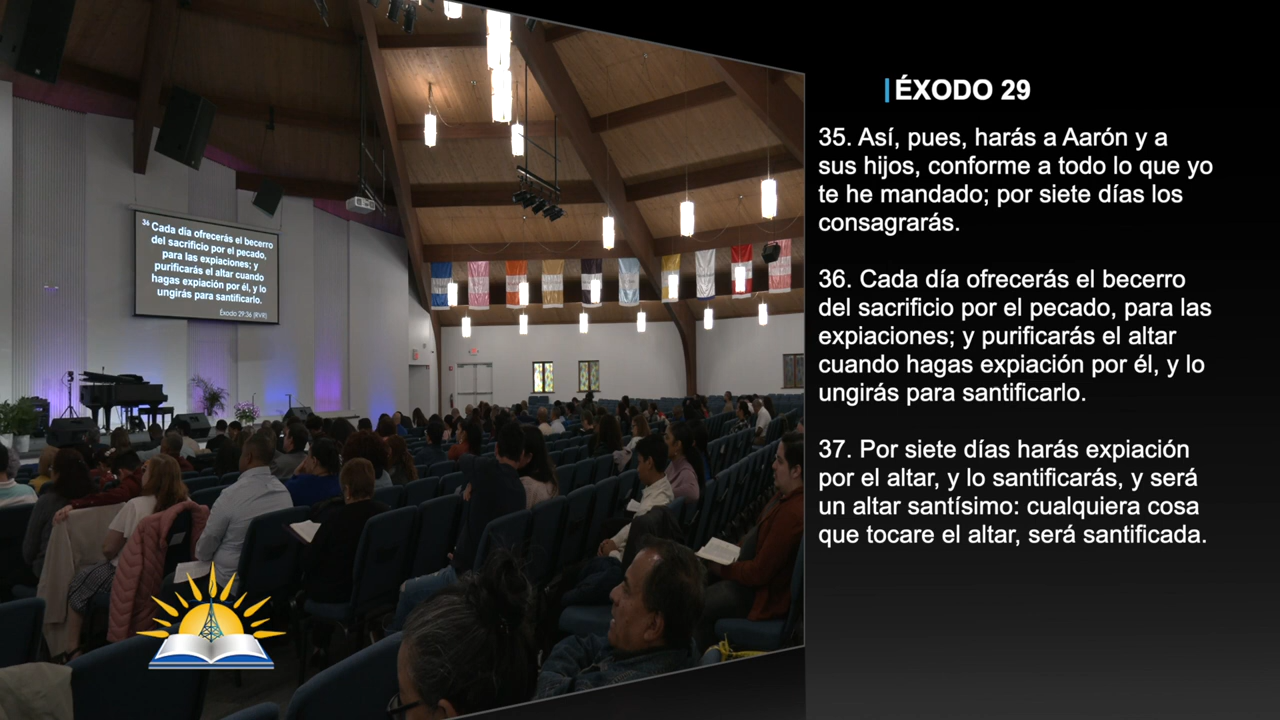 36 Cada día ofrecerás el becerro
del sacrificio por el pecado,
para las expiaciones; y
purificarás el altar cuando
hagas expiación por él, y lo
ungirás para santificarlo.
Éxodo 29:36 (RVR)
ÉXODO 29
35. Así, pues, harás a Aarón y a
sus hijos, conforme a todo lo que yo
te he mandado; por siete días los
consagrarás.
36. Cada día ofrecerás el becerro
del sacrificio por el pecado, para las
expiaciones; y purificarás el altar
cuando hagas expiación por él, y lo
ungirás para santificarlo.
37. Por siete días harás expiación
por el altar, y lo santificarás, y será
un altar santísimo: cualquiera cosa
que tocare el altar, será santificada.